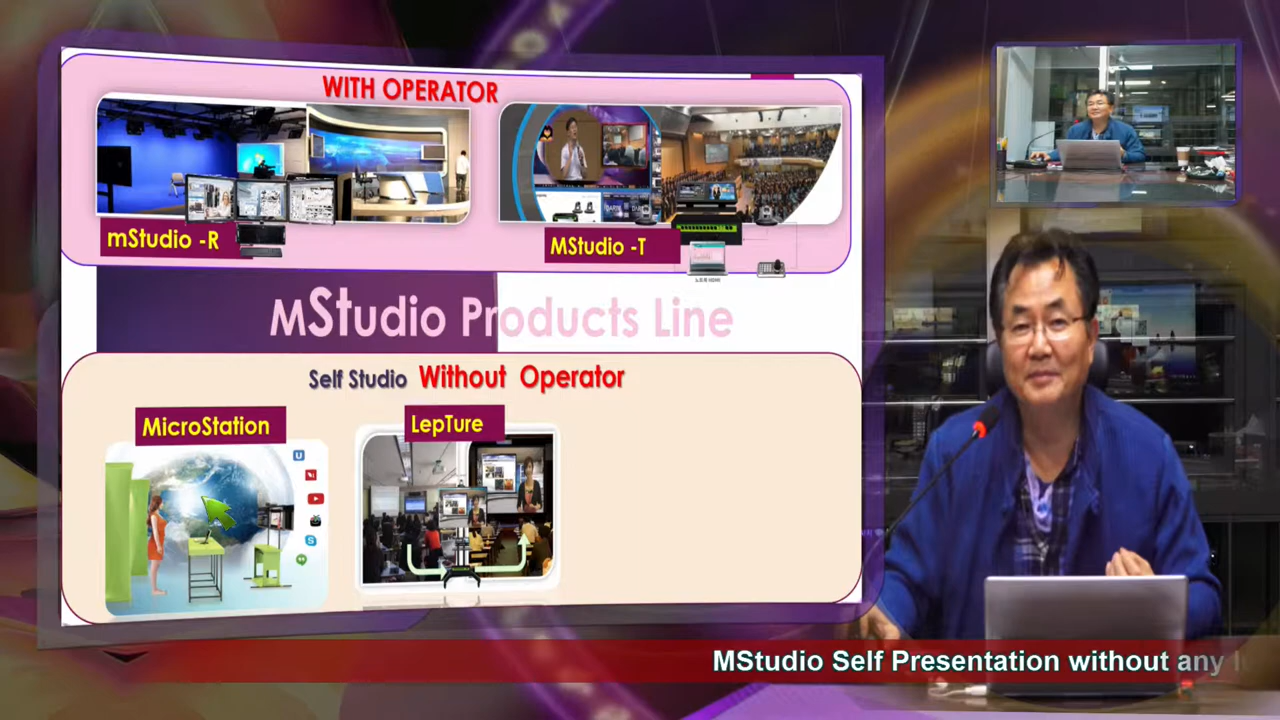 WITH OPERATOR
mStudio -R
MStudio -T
MStudio Products Line
Self Studio Without Operator
MicroStation
LepTure
MStudio Self Presentation without any